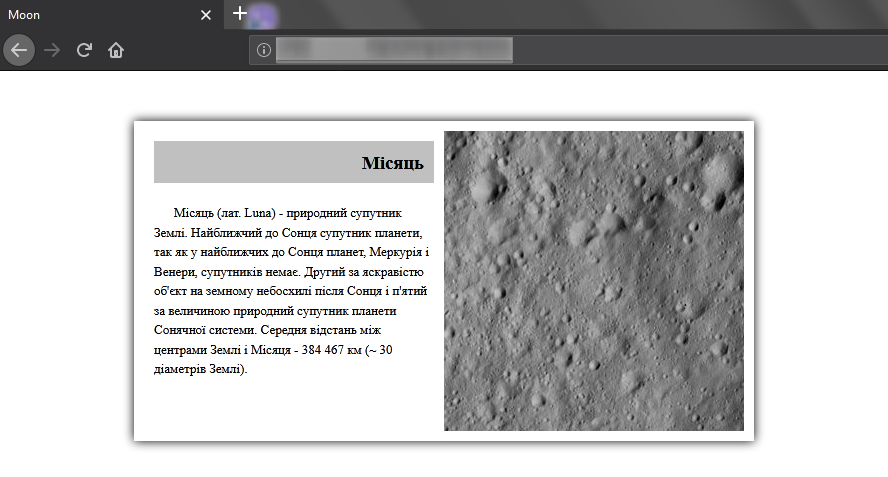 Moon
Місяць
Місяць (лат. Luna) - природний супутник
Землі. Найближчий до Сонця супутник планети,
так як у найближчих до Сонця планет, Меркурія і
Венери, супутників немає. Другий за яскравістю
об'єкт на земному небосхилі після Сонця і п'ятий
за величиною природний супутник планети
Сонячної системи. Середня відстань між
центрами Землі і Місяця - 384 467 км (~ 30
діаметрів Землі).